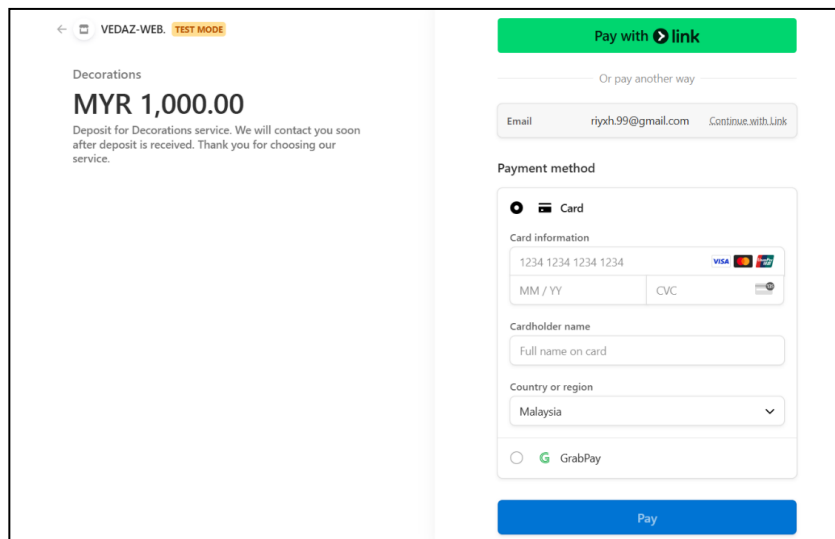 VEDAZ-WEB. TEST MODE
Decorations
MYR 1,000.00
Deposit for Decorations service. We will contact you soon
after deposit is received. Thank you for choosing our
service.
Pay with link
Or pay another way
Email riyxh.99@gmail.com Continue with Link
Payment method
Card
Card information
1234 1234 1234 1234 VISA
MM / YY CVC
Cardholder name
Full name on card
Country or region
Malaysia
G GrabPay
Pay